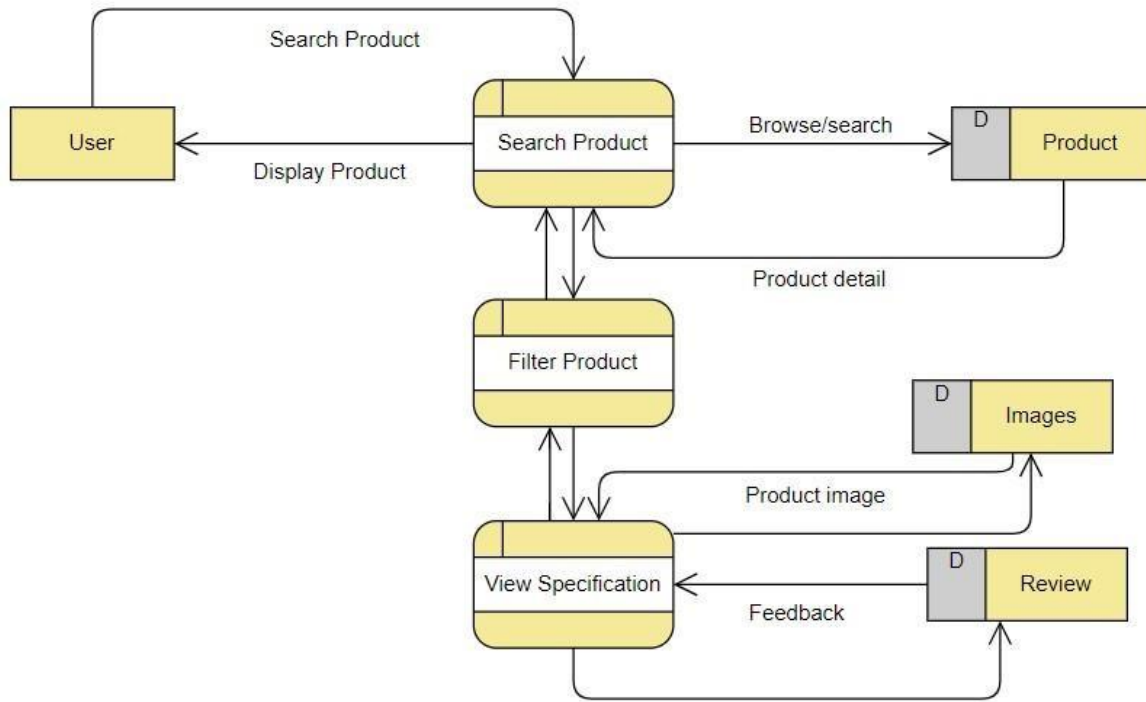 Search Product
User
Display Product
Search Product
Browse/search
D
Product
Product detail
Filter Product
D
Images
Product image
View Specification
D
Review
Feedback